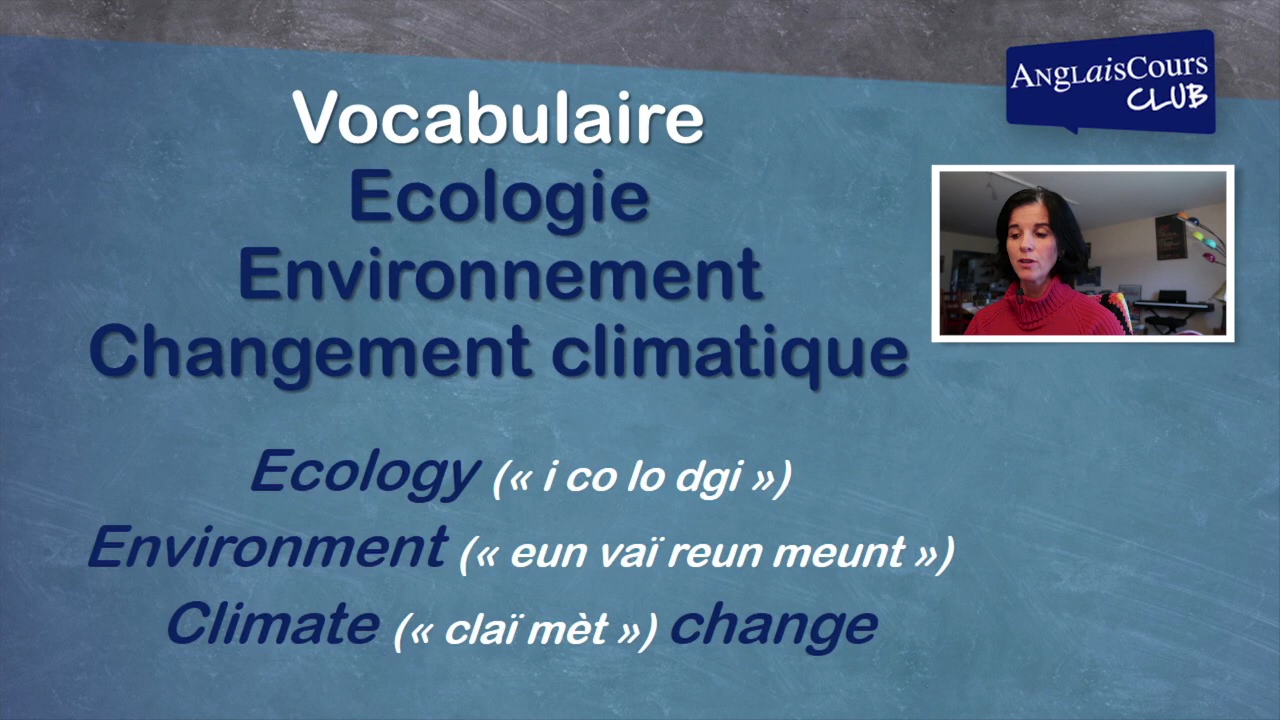 Vocabulaire
Ecologie
Environnement
Changement climatique
Ecology (« i co lo dgi »)
Environment (« eun vaï reun meunt »)
Climate (« claï mèt ») change
ANGLaisCours
CLUB